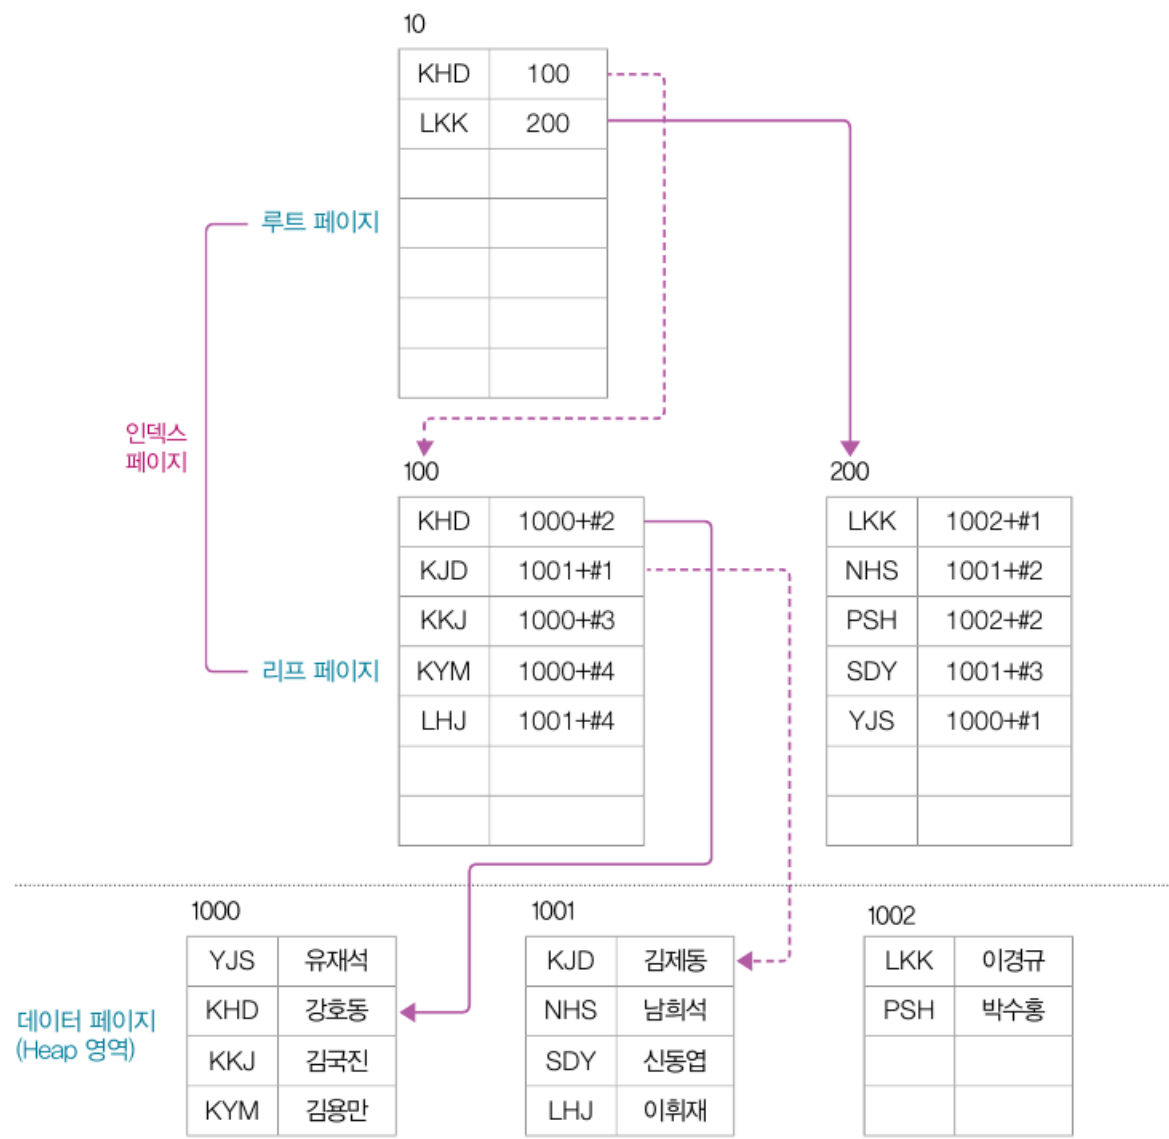 10
KHD 100
LKK 200
루트 페이지
인덱스
페이지
100
KHD 1000+#2
KJD 1001+#1
KKJ 1000+#3
KYM 1000+#4
LHJ 1001+#4
리프 페이지
200
LKK 1002+#1
NHS 1001+#2
PSH 1002+#2
SDY 1001+#3
YJS 1000+#1
데이터 페이지
(Heap 영역)
1000
YJS 유재석
KHD 강호동
KKJ 김국진
KYM 김용만
1001
KJD 김제동
NHS 남희석
SDY 신동엽
LHJ 이휘재
1002
LKK 이경규
PSH 박수홍